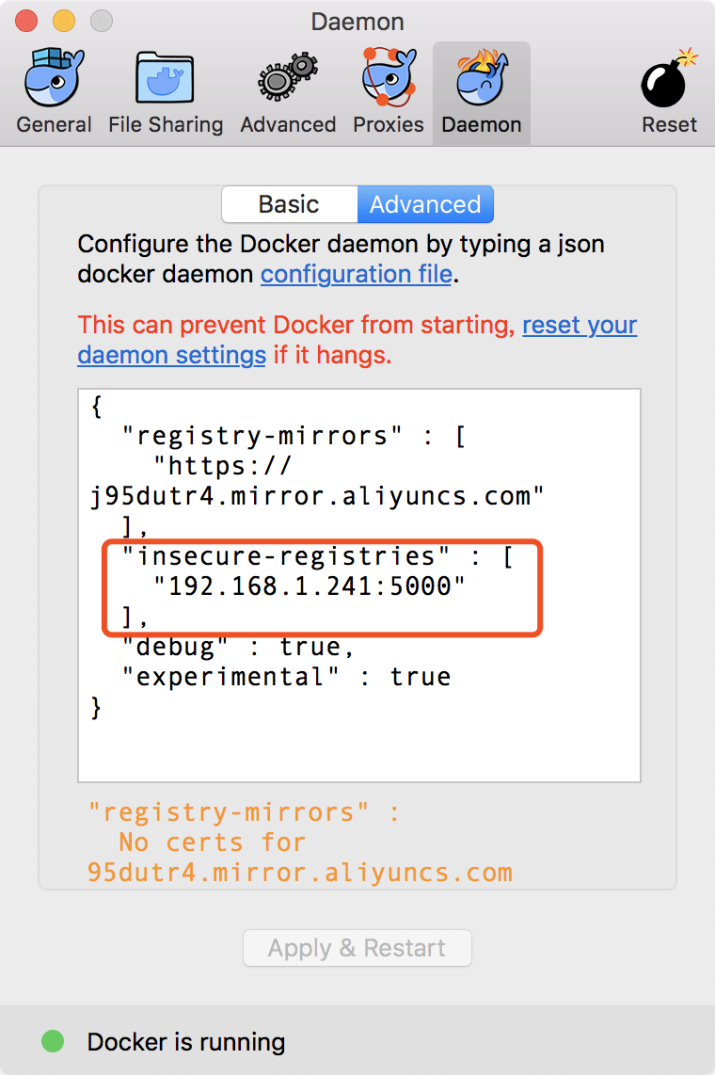 Daemon
General File Sharing Advanced Proxies Daemon Reset
Basic Advanced
Configure the Docker daemon by typing a json
docker daemon configuration file.
This can prevent Docker from starting, reset your
daemon settings if it hangs.
{
"registry-mirrors" : [
"https://
j95dutr4.mirror.aliyuncs.com"
],
"insecure-registries" : [
"192.168.1.241:5000"
],
"debug" : true,
"experimental" : true
}
"registry-mirrors" :
No certs for
95dutr4.mirror.aliyuncs.com
Apply & Restart
Docker is running